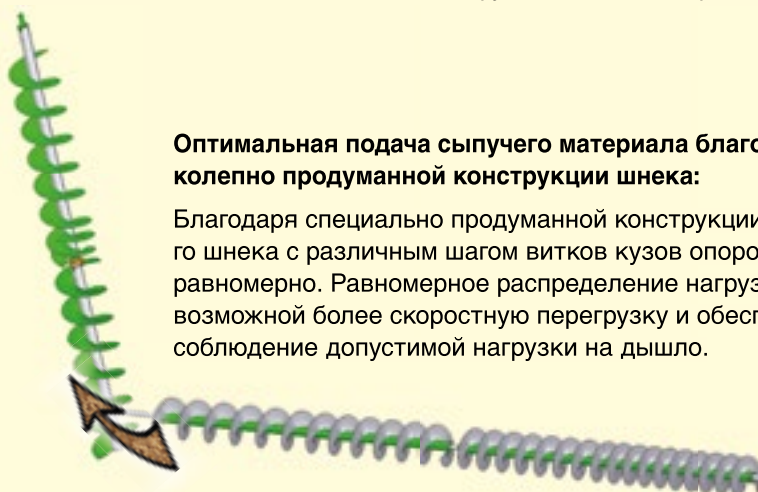 Оптимальная подача сыпучего материала благо
колепно продуманной конструкции шнека:
Благодаря специально продуманной конструкции
го шнека с различным шагом витков кузов опоро
равномерно. Равномерное распределение нагруз
возможной более скоростную перегрузку и обесп
соблюдение допустимой нагрузки на дышло.